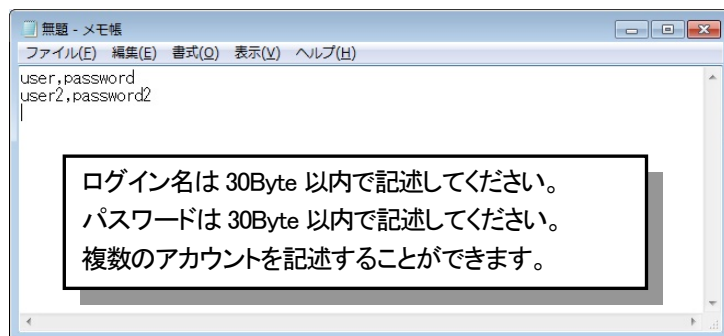 無題 - メモ帳
ファイル(F) 編集(E) 書式(O) 表示(V) ヘルプ(H)
user,password
user2,password2
ログイン名は 30Byte 以内で記述してください。
パスワードは 30Byte 以内で記述してください。
複数のアカウントを記述することができます。